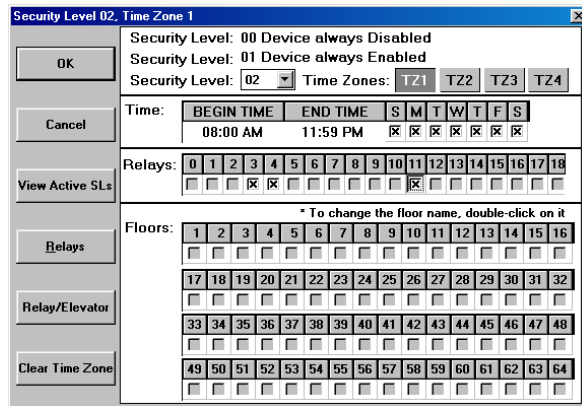 Security Level 02, Time Zone 1
OK
Cancel
View Active SLs
Relays
Relay/Elevator
Clear Time Zone
Security Level: 00 Device always Disabled
Security Level: 01 Device always Enabled
Security Level: 02 Time Zones: TZ1 TZ2 TZ3 TZ4
Time: BEGIN TIME END TIME S M T W T F S
08:00 AM 11:59 PM
Relays: 0 1 2 3 4 5 6 7 8 9 10 11 12 13 14 15 16 17 18
* To change the floor name, double-click on it
Floors: 1 2 3 4 5 6 7 8 9 10 11 12 13 14 15 16
17 18 19 20 21 22 23 24 25 26 27 28 29 30 31 32
33 34 35 36 37 38 39 40 41 42 43 44 45 46 47 48
49 50 51 52 53 54 55 56 57 58 59 60 61 62 63 64